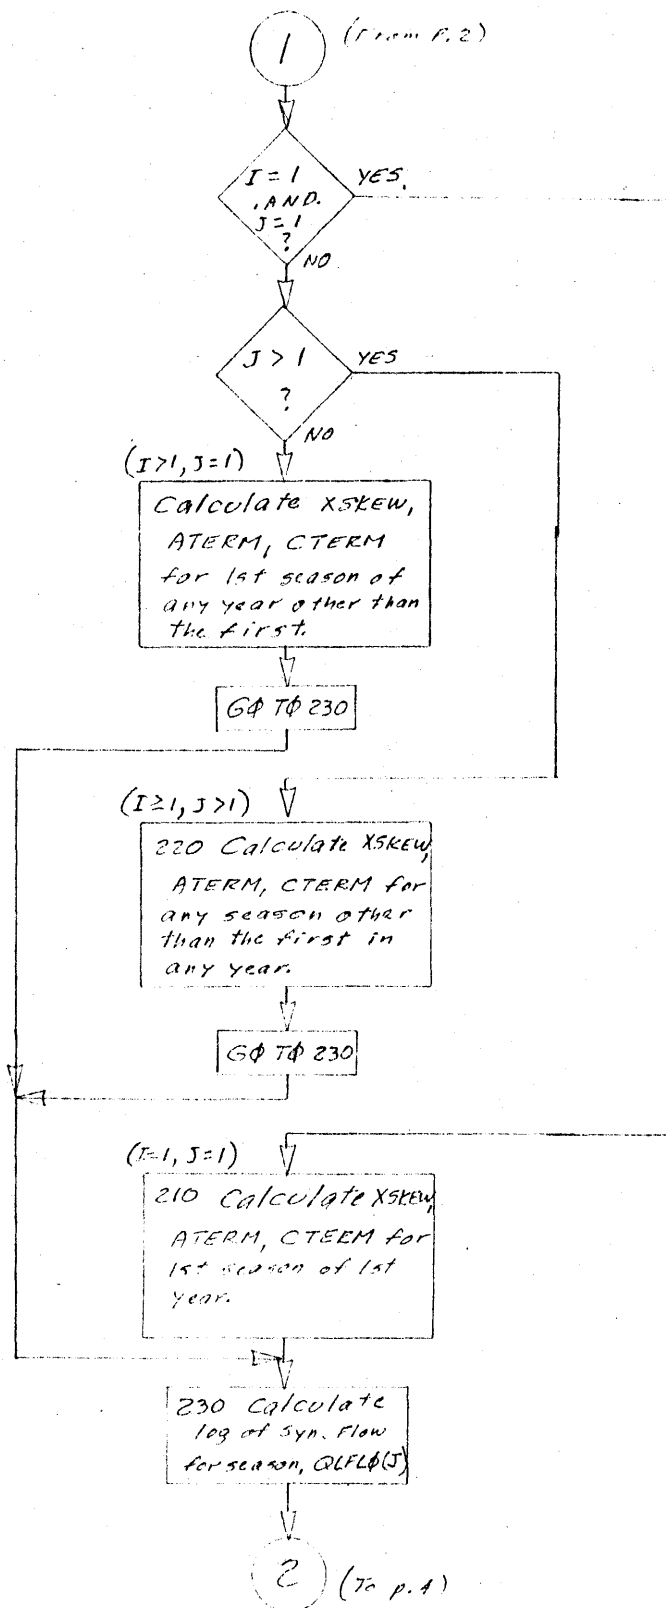 1 (From P. 2)
I = 1
.AND.
J = 1
?
YES.
NO
J > 1
?
YES
NO
(I>1, J=1)
Calculate XSKEW,
ATERM, CTERM
for 1st season of
any year other than
the first.
GØ TØ 230
(I≥1, J>1)
220 Calculate XSKEW,
ATERM, CTERM for
any season other
than the first in
any year.
GØ TØ 230
(I=1, J=1)
210 Calculate XSKEW,
ATERM, CTERM for
1st season of 1st
year.
230 Calculate
log of Syn. Flow
for season, QLFLØ(J)
2 (To p. 4)